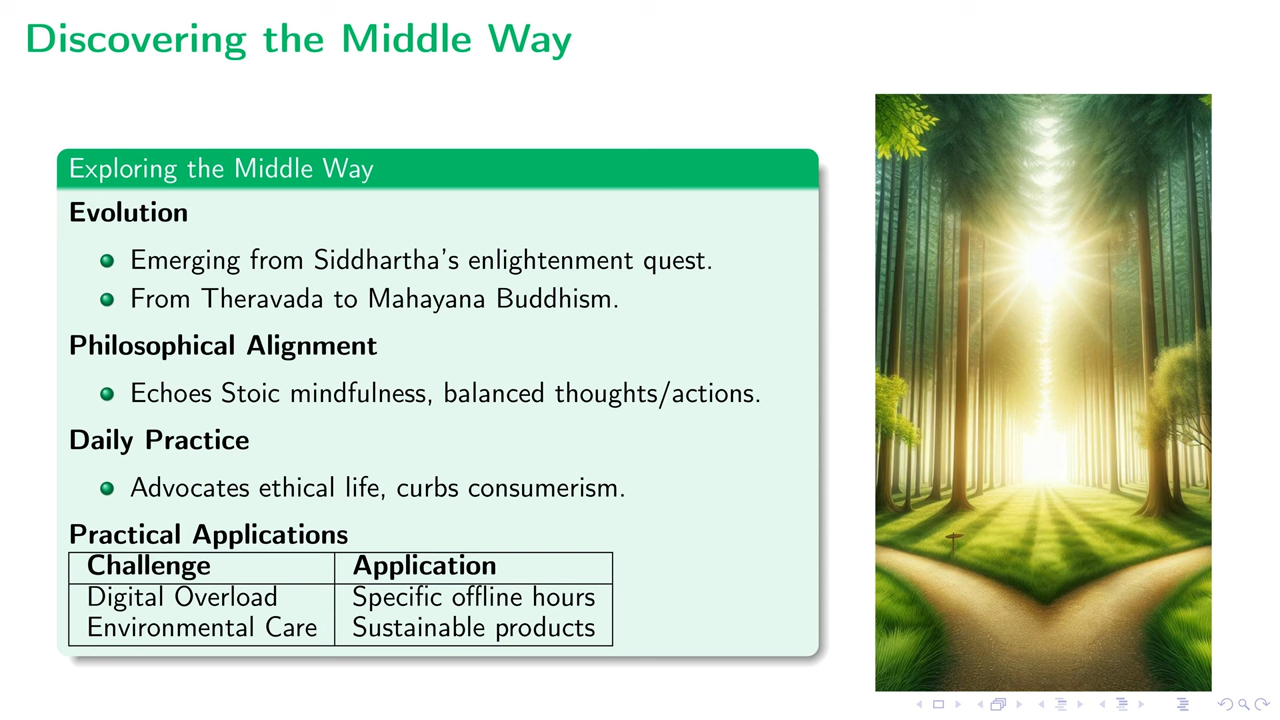 Discovering the Middle Way
Exploring the Middle Way
Evolution
Emerging from Siddhartha's enlightenment quest.
From Theravada to Mahayana Buddhism.
Philosophical Alignment
Echoes Stoic mindfulness, balanced thoughts/actions.
Daily Practice
Advocates ethical life, curbs consumerism.
Practical Applications
Challenge Application
Digital Overload Specific offline hours
Environmental Care Sustainable products